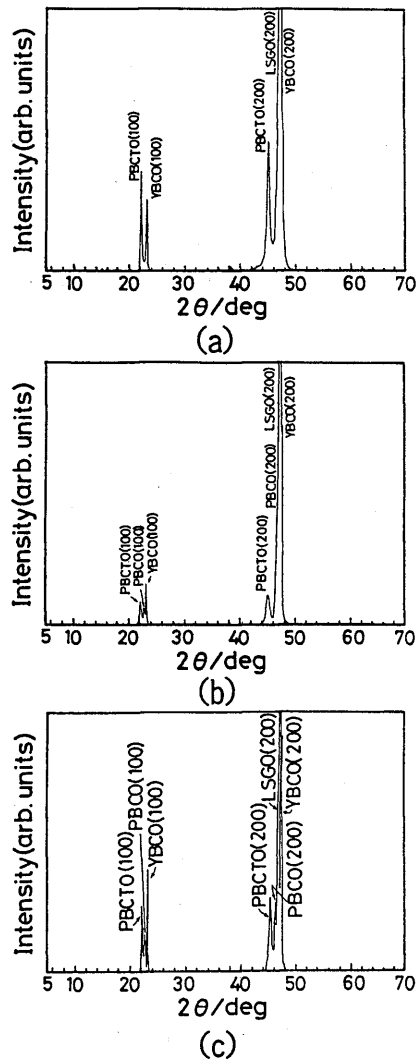 Intensity(arb. units)
PBCTO(100)
YBCO(100)
PBCTO(200)
LSGO(200)
YBCO(200)
5 10 20 30 40 50 60 70
2θ/deg
(a)
Intensity(arb. units)
PBCTO(100)
PBCO(100)
YBCO(100)
PBCTO(200)
PBCO(200)
LSGO(200)
YBCO(200)
5 10 20 30 40 50 60 70
2θ/deg
(b)
Intensity(arb. units)
PBCTO(100)
PBCO(100)
YBCO(100)
PBCTO(200)
LSGO(200)
PBCO(200)
YBCO(200)
5 10 20 30 40 50 60 70
2θ/deg
(c)